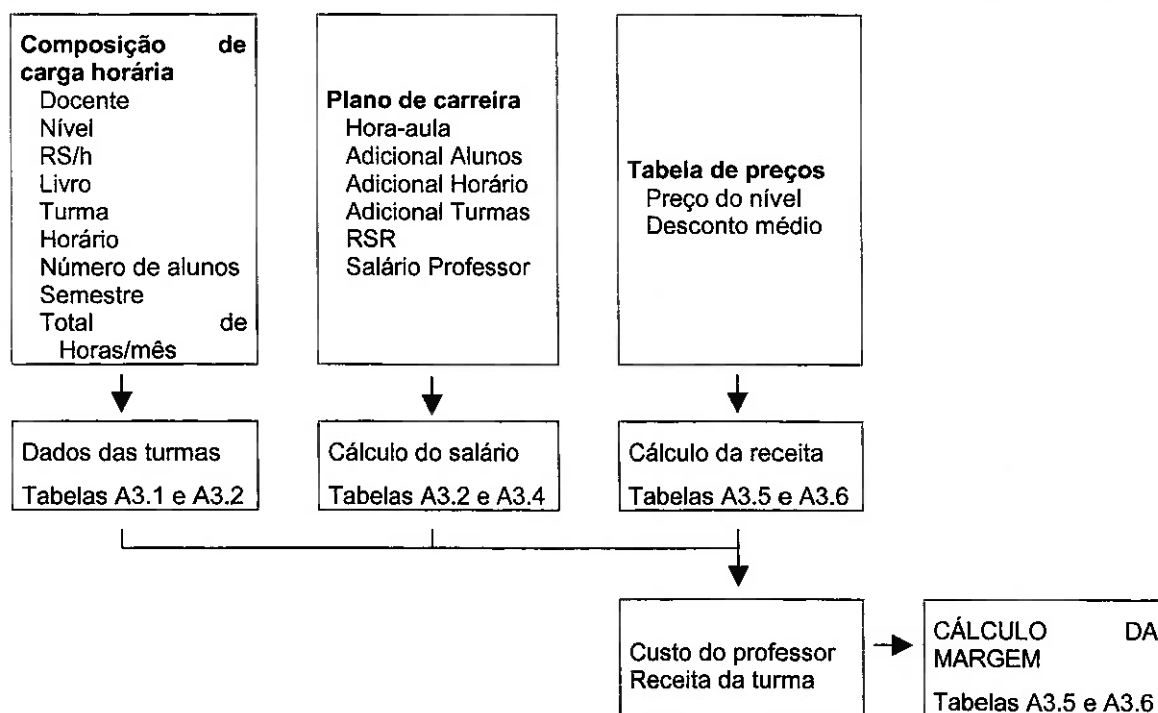 Composição de
carga horária
Docente
Nível
RS/h
Livro
Turma
Horário
Número de alunos
Semestre
Total de
Horas/mês
Plano de carreira
Hora-aula
Adicional Alunos
Adicional Horário
Adicional Turmas
RSR
Salário Professor
Tabela de preços
Preço do nível
Desconto médio
Dados das turmas
Tabelas A3.1 e A3.2
Cálculo do salário
Tabelas A3.2 e A3.4
Cálculo da receita
Tabelas A3.5 e A3.6
Custo do professor
Receita da turma
CÁLCULO DA
MARGEM
Tabelas A3.5 e A3.6